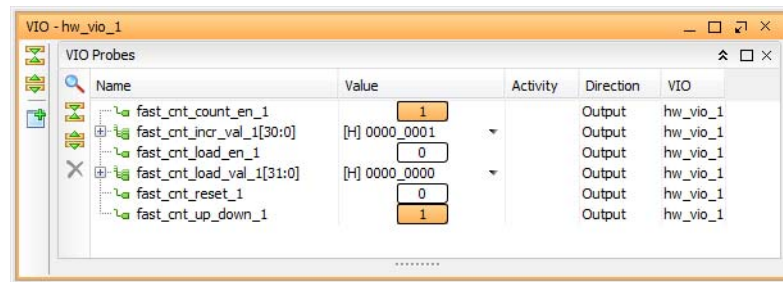 VIO - hw_vio_1
VIO Probes
Name Value Activity Direction VIO
fast_cnt_count_en_1 1 Output hw_vio_1
fast_cnt_incr_val_1[30:0] [H] 0000_0001 Output hw_vio_1
fast_cnt_load_en_1 0 Output hw_vio_1
fast_cnt_load_val_1[31:0] [H] 0000_0000 Output hw_vio_1
fast_cnt_reset_1 0 Output hw_vio_1
fast_cnt_up_down_1 1 Output hw_vio_1